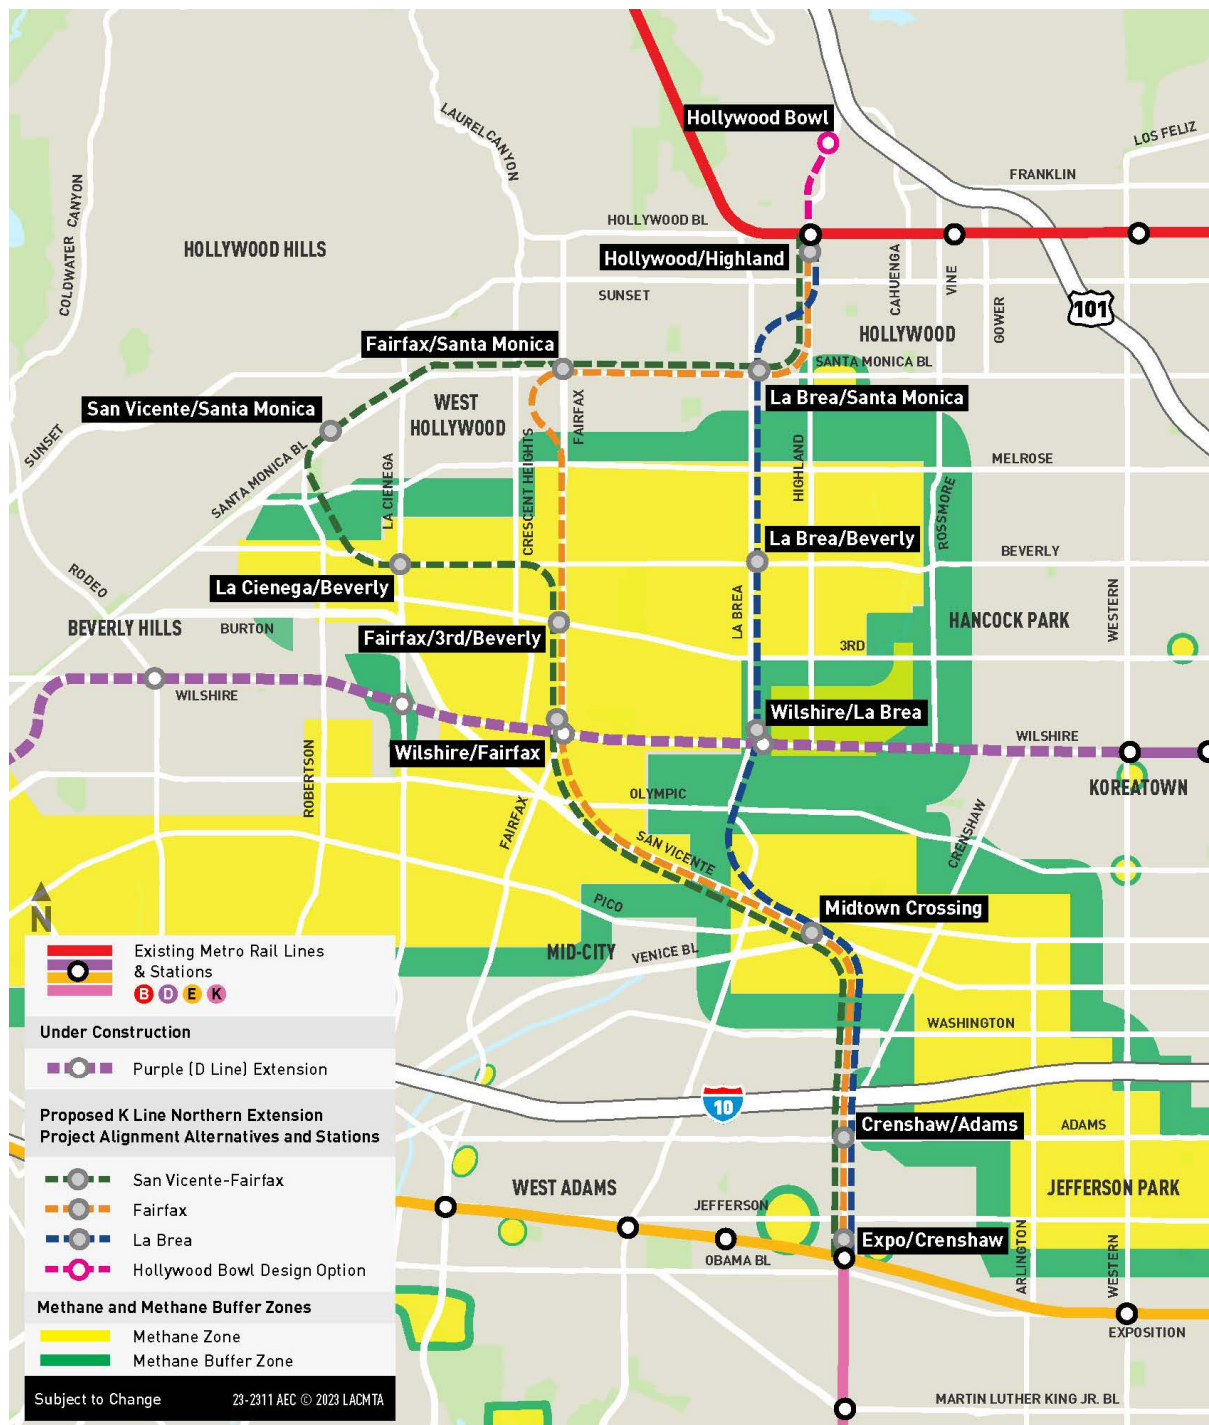 Hollywood Bowl
LAUREL CANYON
LOS FELIZ
COLDWATER CANYON
FRANKLIN
HOLLYWOOD BL
HOLLYWOOD HILLS
Hollywood/Highland
CAHUENGA
VINE
GOWER
SUNSET
101
HOLLYWOOD
Fairfax/Santa Monica
SANTA MONICA BL
San Vicente/Santa Monica
WEST
HOLLYWOOD
FAIRFAX
La Brea/Santa Monica
SUNSET
SANTA MONICA BL
LA CIENEGA
CRESCENT HEIGHTS
HIGHLAND
MELROSE
ROSSMORE
La Brea/Beverly
BEVERLY
RODEO
La Cienega/Beverly
LA BREA
WESTERN
BEVERLY HILLS
BURTON
Fairfax/3rd/Beverly
HANCOCK PARK
3RD
WILSHIRE
Wilshire/La Brea
Wilshire/Fairfax
WILSHIRE
ROBERTSON
OLYMPIC
KOREATOWN
FAIRFAX
SAN VICENTE
CRENSHAW
N
PICO
Midtown Crossing
MID-CITY
VENICE BL
WASHINGTON
10
Crenshaw/Adams
ADAMS
WEST ADAMS
JEFFERSON
JEFFERSON PARK
Expo/Crenshaw
OBAMA BL
ARLINGTON
WESTERN
EXPOSITION
MARTIN LUTHER KING JR. BL
Existing Metro Rail Lines
& Stations
B D E K
Under Construction
Purple (D Line) Extension
Proposed K Line Northern Extension
Project Alignment Alternatives and Stations
San Vicente-Fairfax
Fairfax
La Brea
Hollywood Bowl Design Option
Methane and Methane Buffer Zones
Methane Zone
Methane Buffer Zone
Subject to Change 23-2311 AEC © 2023 LACMTA